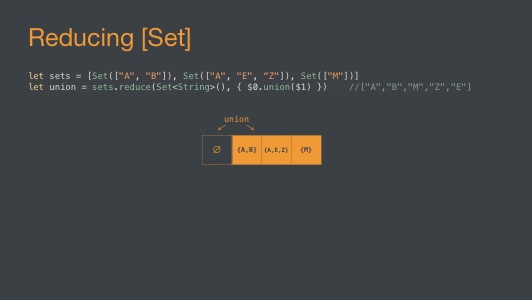 Reducing [Set]
let sets = [Set(["A", "B"]), Set(["A", "E", "Z"]), Set(["M"])]
let union = sets.reduce(Set<String>(), { $0.union($1) })    //["A","B","M","Z","E"]
union
∅ {A,B} {A,E,Z} {M}